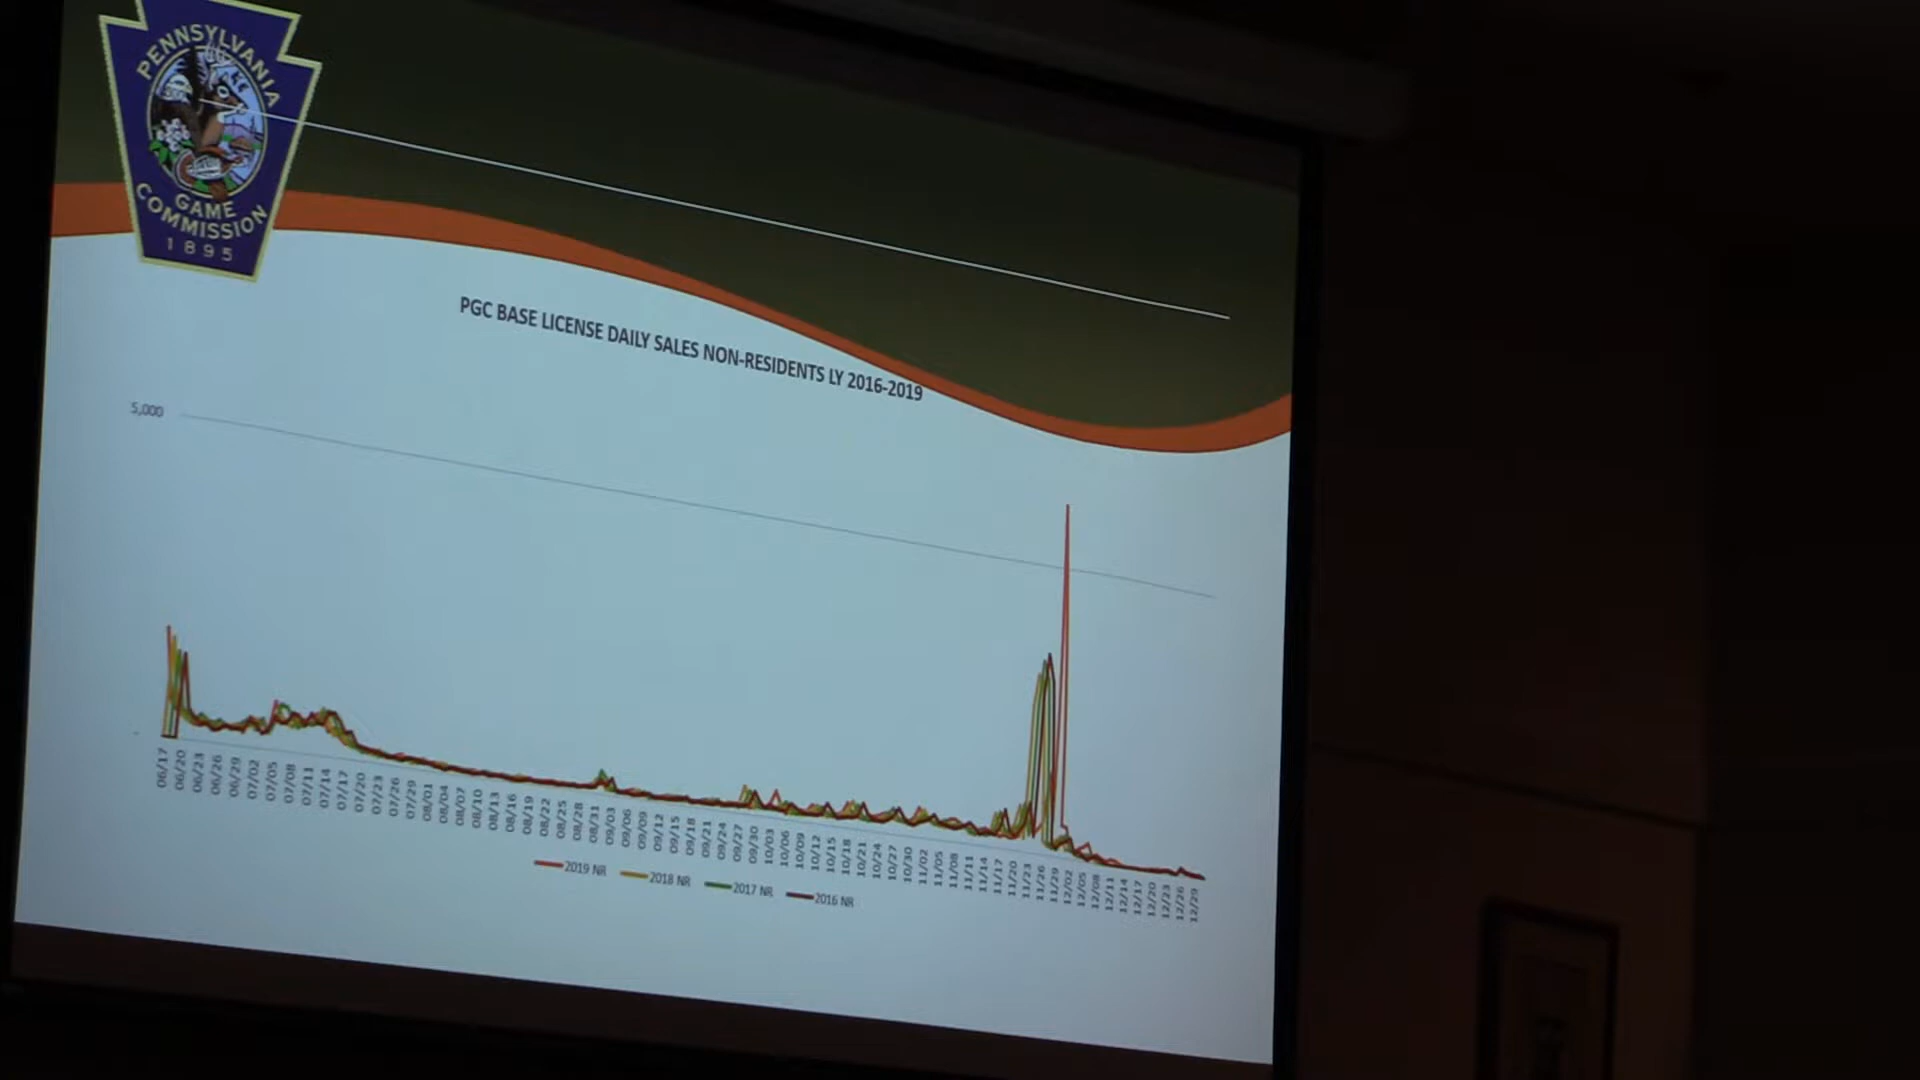 PENNSYLVANIA
GAME
COMMISSION
1895
PGC BASE LICENSE DAILY SALES NON-RESIDENTS LY 2016-2019
5,000
-
06/17 06/20 06/23 06/26 06/29 07/02 07/05 07/08 07/11 07/14 07/17 07/20 07/23 07/26 07/29 08/01 08/04 08/07 08/10 08/13 08/16 08/19 08/22 08/25 08/28 08/31 09/03 09/06 09/09 09/12 09/15 09/18 09/21 09/24 09/27 09/30 10/03 10/06 10/09 10/12 10/15 10/18 10/21 10/24 10/27 10/30 11/02 11/05 11/08 11/11 11/14 11/17 11/20 11/23 11/26 11/29 12/02 12/05 12/08 12/11 12/14 12/17 12/20 12/23 12/26 12/29
2019 NR 2018 NR 2017 NR 2016 NR